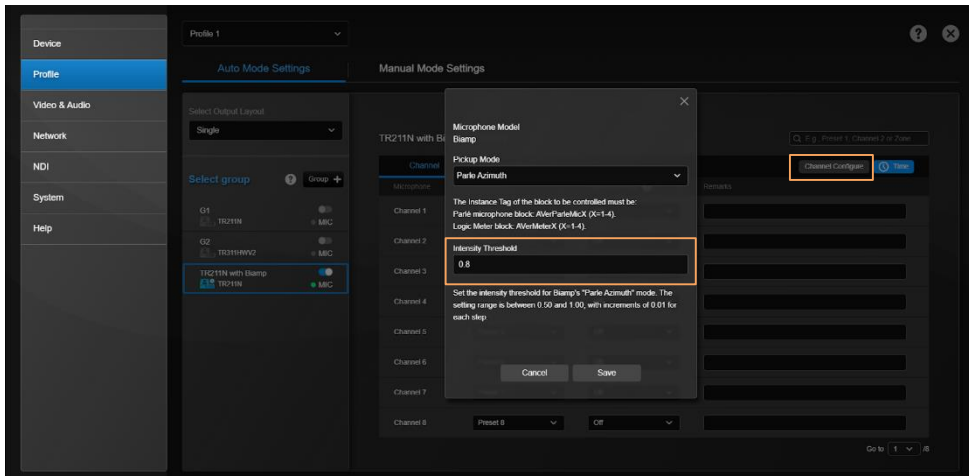 Device
Profile
Video & Audio
Network
NDI
System
Help
Profile 1
Auto Mode Settings
Manual Mode Settings
Select Output Layout
Single
Select group
Group +
G1
TR211N
MIC
G2
TR311HWV2
MIC
TR211N with Biamp
TR211N
MIC
TR211N with Bi
E.g., Preset 1, Channel 2 or Zone
Channel
Channel Configure
Time
Microphone
Remarks
Channel 1
Channel 2
Channel 3
Channel 4
Channel 5
Channel 6
Channel 7
Channel 8
Preset 8
Off
Microphone Model
Biamp
Pickup Mode
Parle Azimuth
The Instance Tag of the block to be controlled must be:
Parlé microphone block: AVerParleMicX (X=1-4).
Logic Meter block: AVerMeterX (X=1-4).
Intensity Threshold
0.8
Set the intensity threshold for Biamp's "Parle Azimuth" mode. The
setting range is between 0.50 and 1.00, with increments of 0.01 for
each step
Cancel
Save
Go to 1 /8